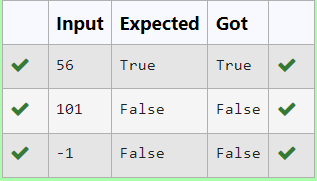 Input Expected Got
56 True True
101 False False
-1 False False